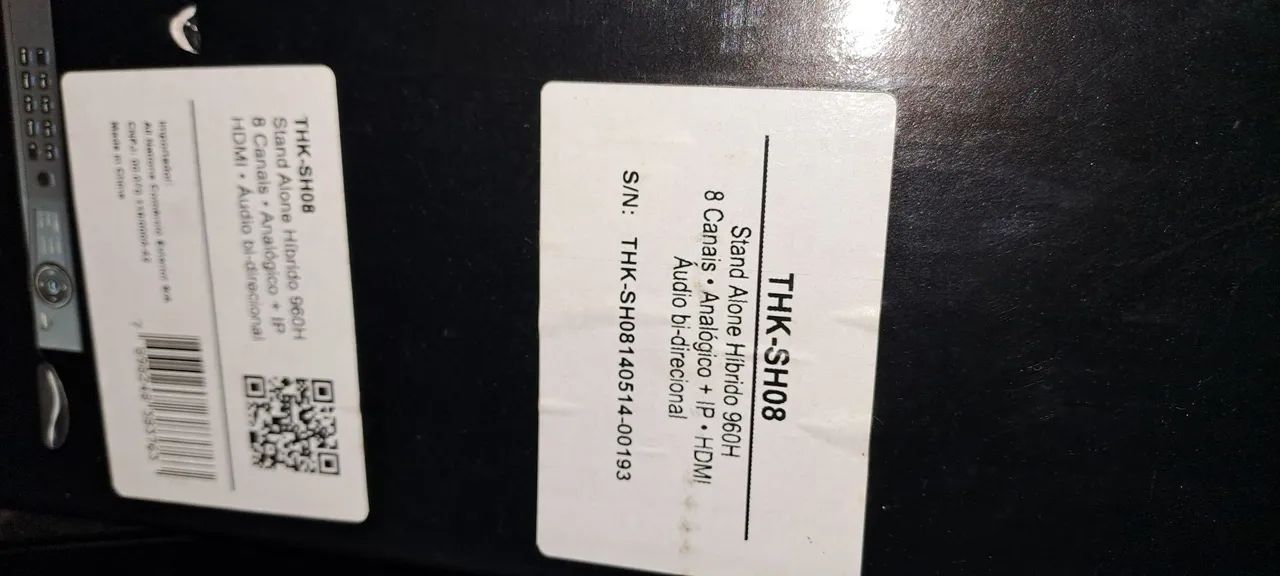 THK-SH08
Stand Alone Híbrido 960H
8 Canais • Analógico + IP
HDMI • Áudio bi-direcional
Importador:
Made in China
THK-SH08
Stand Alone Híbrido 960H
8 Canais • Analógico + IP • HDMI
Áudio bi-direcional
S/N: THK-SH08140514-00193